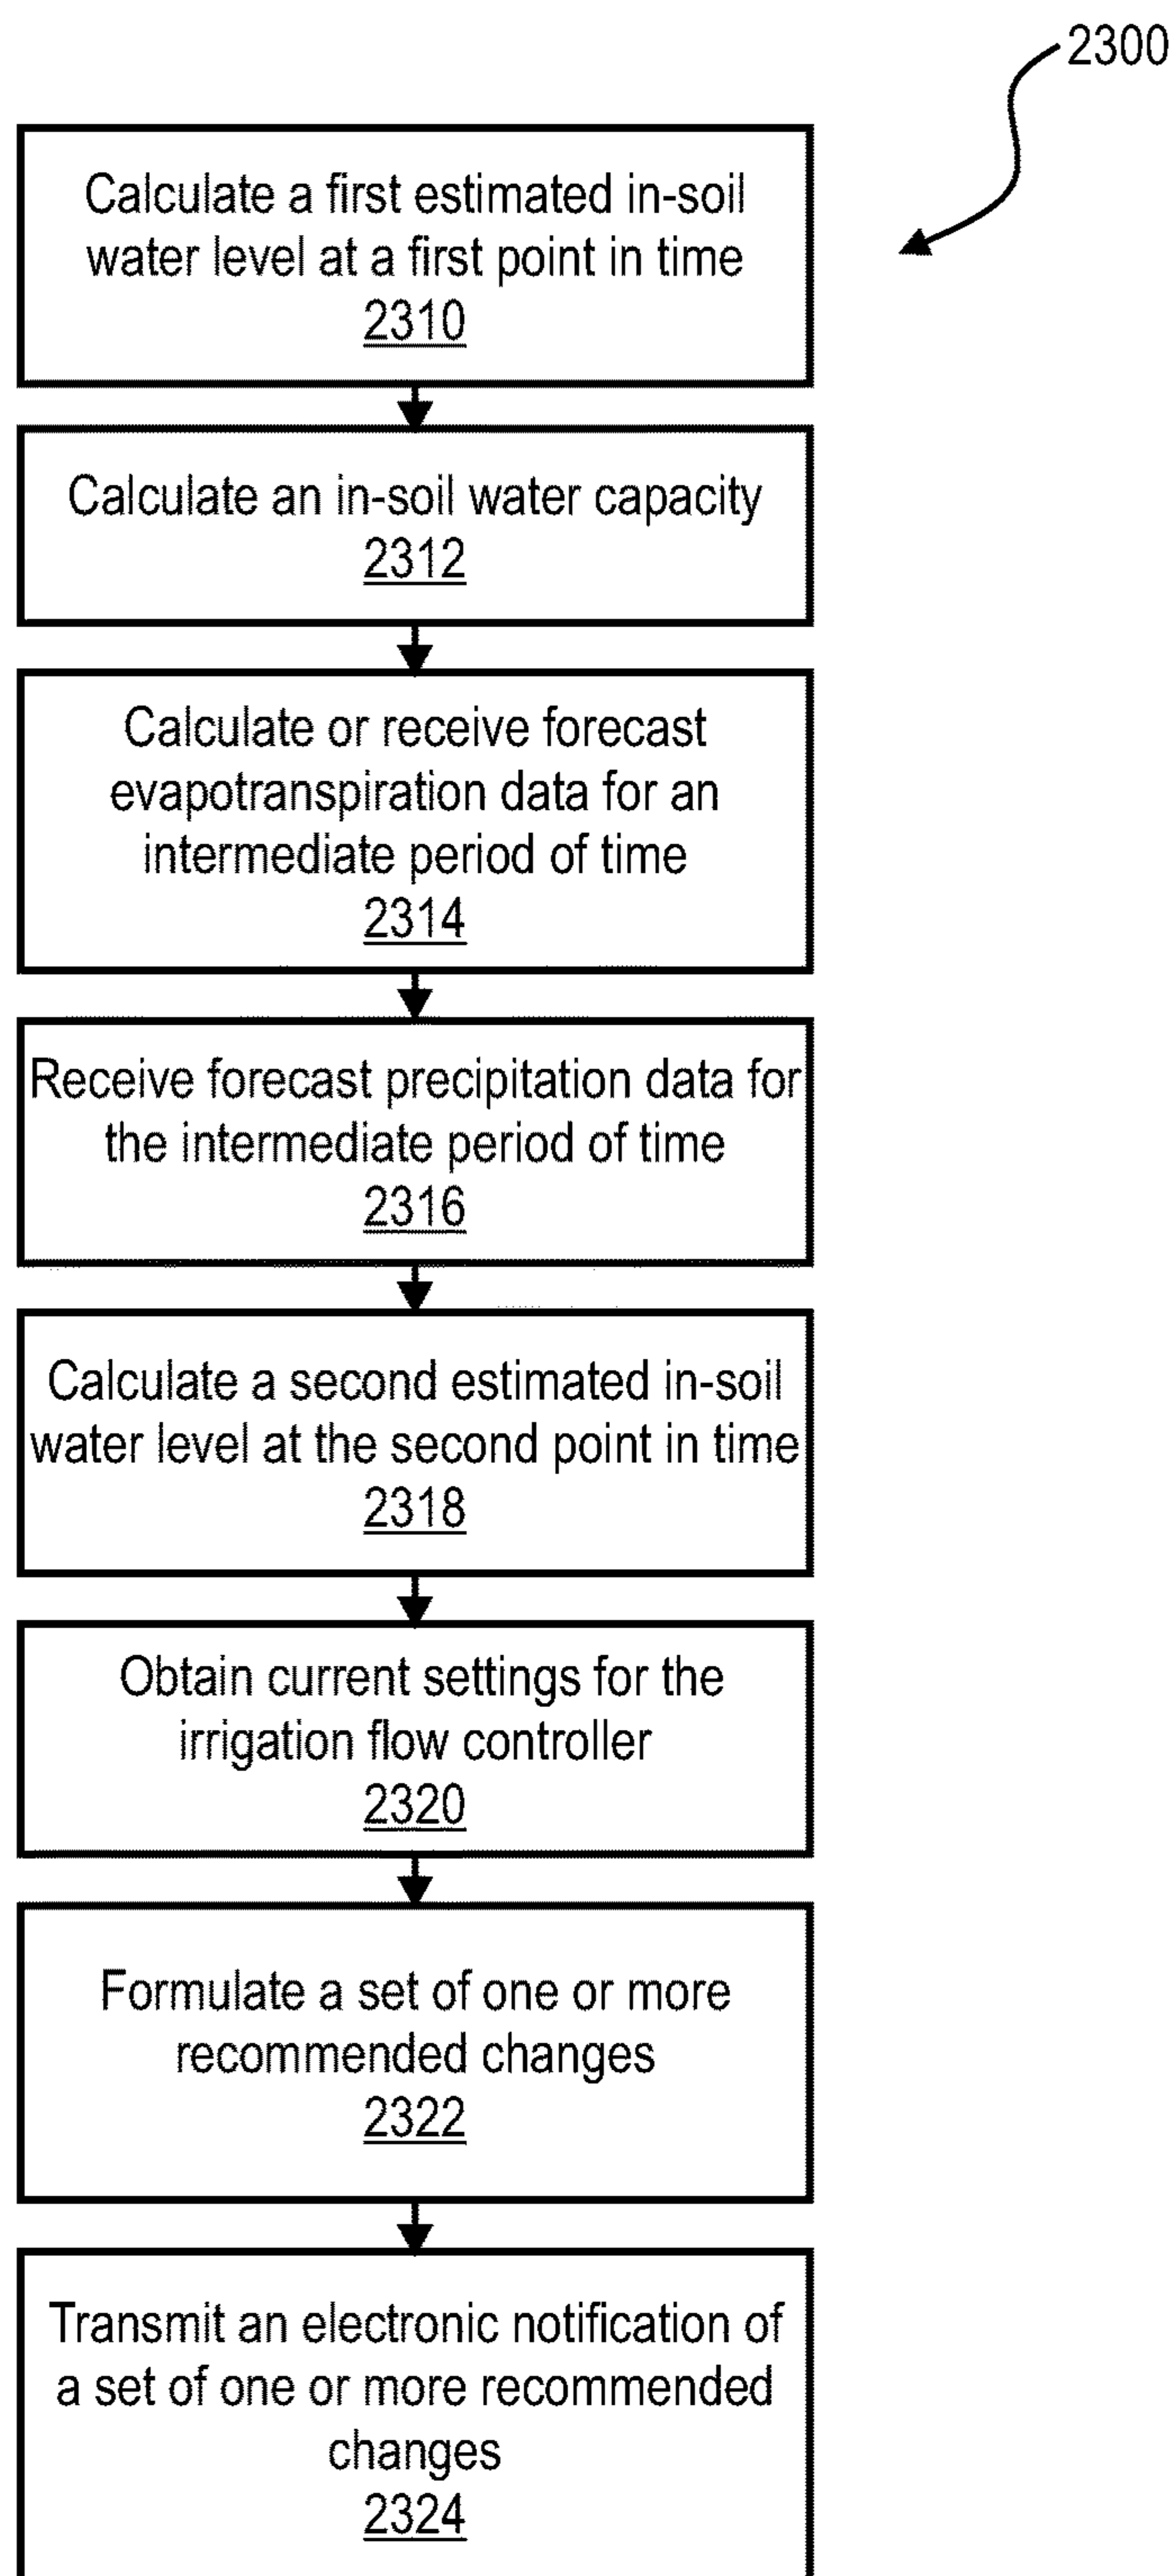 2300
Calculate a first estimated in-soil
water level at a first point in time
2310
Calculate an in-soil water capacity
2312
Calculate or receive forecast
evapotranspiration data for an
intermediate period of time
2314
Receive forecast precipitation data for
the intermediate period of time
2316
Calculate a second estimated in-soil
water level at the second point in time
2318
Obtain current settings for the
irrigation flow controller
2320
Formulate a set of one or more
recommended changes
2322
Transmit an electronic notification of
a set of one or more recommended
changes
2324